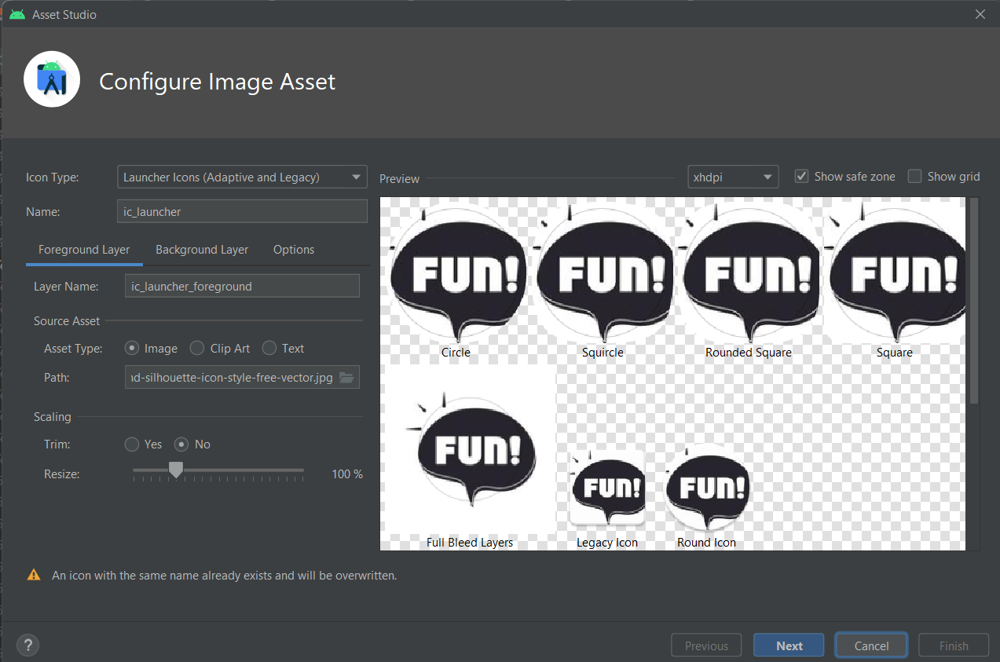 Asset Studio
Configure Image Asset
Icon Type: Launcher Icons (Adaptive and Legacy)
Name: ic_launcher
Foreground Layer Background Layer Options
Layer Name: ic_launcher_foreground
Source Asset
Asset Type: Image Clip Art Text
Path: nd-silhouette-icon-style-free-vector.jpg
Scaling
Trim: Yes No
Resize: 100 %
Preview xhdpi Show safe zone Show grid
FUN! FUN! FUN! FUN!
Circle Squircle Rounded Square Square
FUN! FUN! FUN!
Full Bleed Layers Legacy Icon Round Icon
An icon with the same name already exists and will be overwritten.
? Previous Next Cancel Finish